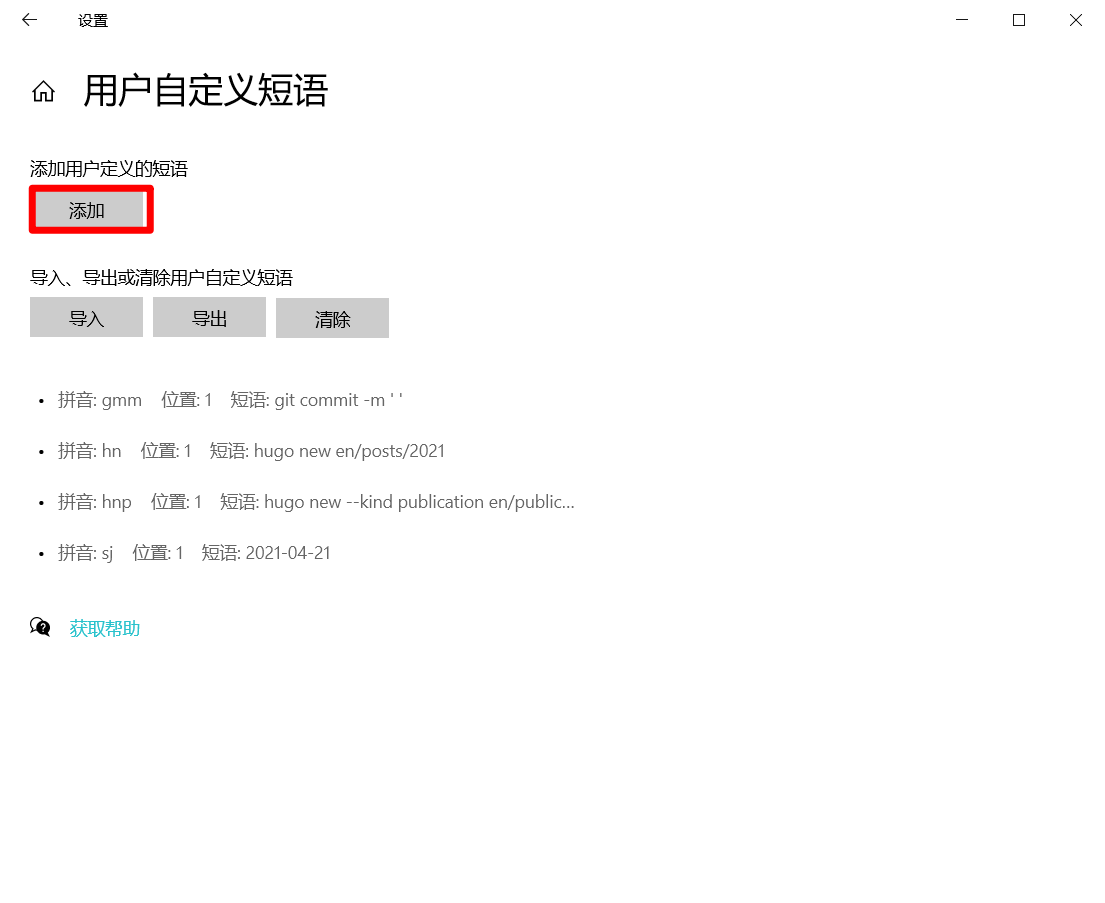 设置
用户自定义短语
添加用户定义的短语
添加
导入、导出或清除用户自定义短语
导入 导出 清除
• 拼音: gmm 位置: 1 短语: git commit -m ' '
• 拼音: hn 位置: 1 短语: hugo new en/posts/2021
• 拼音: hnp 位置: 1 短语: hugo new --kind publication en/public...
• 拼音: sj 位置: 1 短语: 2021-04-21
获取帮助